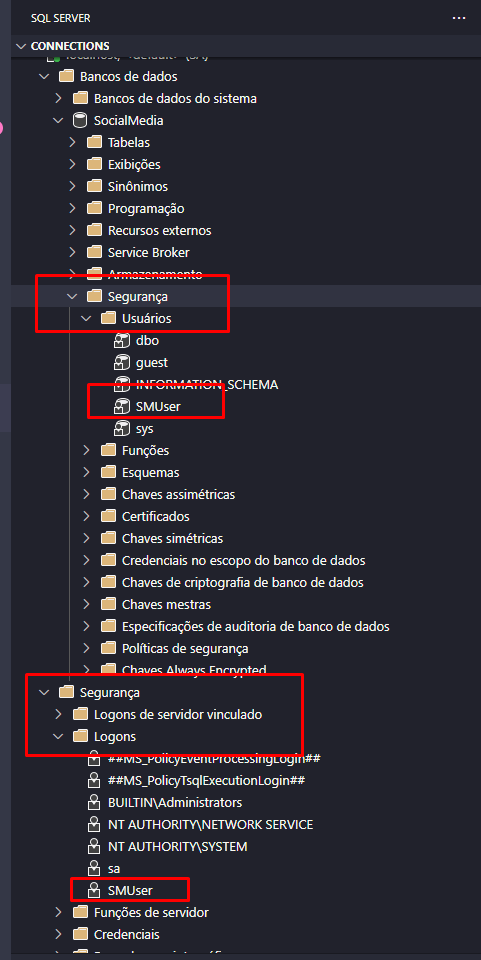 SQL SERVER
CONNECTIONS
Bancos de dados
Bancos de dados do sistema
SocialMedia
Tabelas
Exibições
Sinônimos
Programação
Recursos externos
Service Broker
Armazenamento
Segurança
Usuários
dbo
guest
INFORMATION_SCHEMA
SMUser
sys
Funções
Esquemas
Chaves assimétricas
Certificados
Chaves simétricas
Credenciais no escopo do banco de dados
Chaves de criptografia de banco de dados
Chaves mestras
Especificações de auditoria de banco de dados
Políticas de segurança
Chaves Always Encrypted
Segurança
Logons de servidor vinculado
Logons
##MS_PolicyEventProcessingLogin##
##MS_PolicyTsqlExecutionLogin##
BUILTIN\Administrators
NT AUTHORITY\NETWORK SERVICE
NT AUTHORITY\SYSTEM
sa
SMUser
Funções de servidor
Credenciais